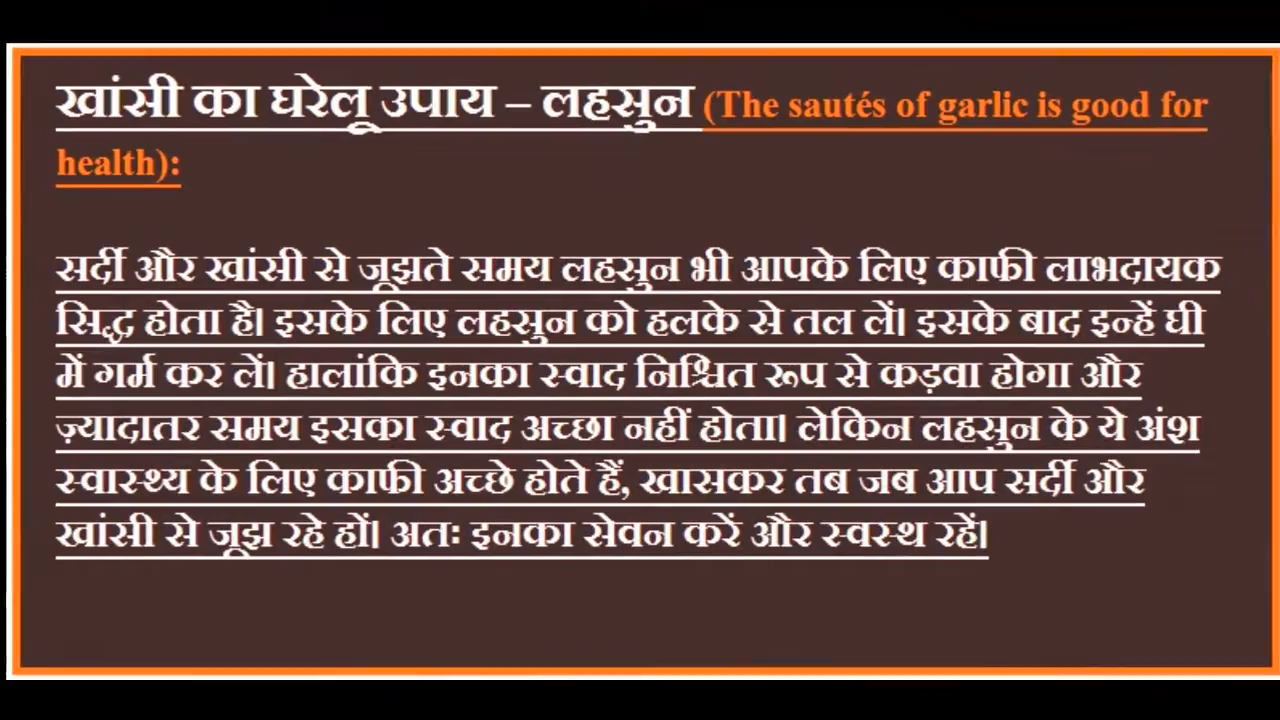 खांसी का घरेलू उपाय – लहसुन (The sautés of garlic is good for
health):
सर्दी और खांसी से जूझते समय लहसुन भी आपके लिए काफी लाभदायक
सिद्ध होता है। इसके लिए लहसुन को हलके से तल लें। इसके बाद इन्हें घी
में गर्म कर लें। हालांकि इनका स्वाद निश्चित रूप से कड़वा होगा और
ज़्यादातर समय इसका स्वाद अच्छा नहीं होता। लेकिन लहसुन के ये अंश
स्वास्थ्य के लिए काफी अच्छे होते हैं, खासकर तब जब आप सर्दी और
खांसी से जूझ रहे हों। अतः इनका सेवन करें और स्वस्थ रहें।